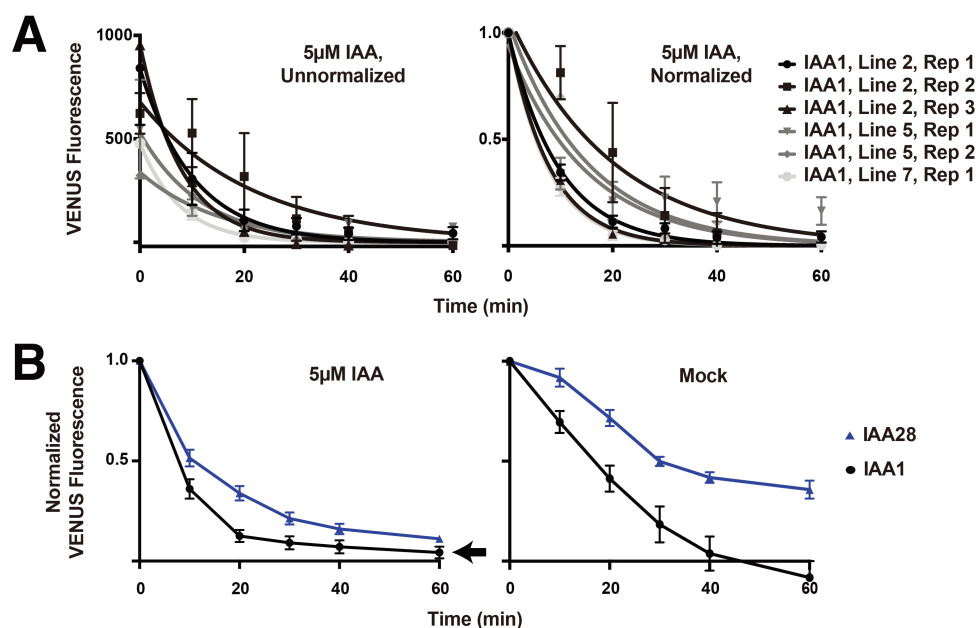 A
5μM IAA,
Unnormalized
VENUS Fluorescence
1000
500
0 10 20 30 40 60
5μM IAA,
Normalized
1.0
0.5
0 20 40 60
Time (min)
IAA1, Line 2, Rep 1
IAA1, Line 2, Rep 2
IAA1, Line 2, Rep 3
IAA1, Line 5, Rep 1
IAA1, Line 5, Rep 2
IAA1, Line 7, Rep 1
B
5μM IAA
Normalized
VENUS Fluorescence
1.0
0.5
0 20 40 60
Mock
0 20 40 60
Time (min)
IAA28
IAA1